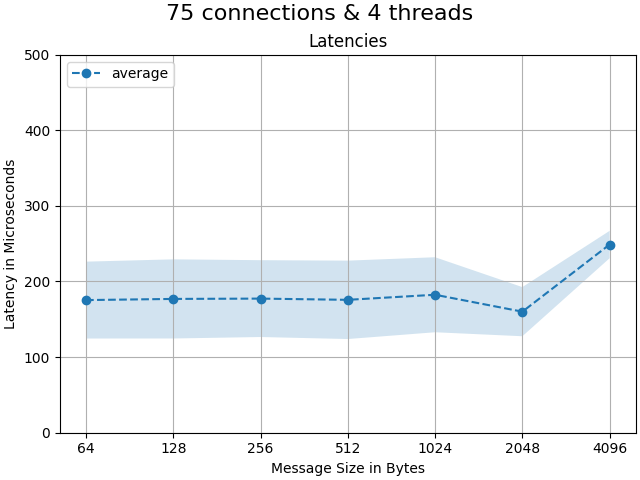 75 connections & 4 threads
Latencies
average
500
400
300
200
100
0
Latency in Microseconds
64 128 256 512 1024 2048 4096
Message Size in Bytes